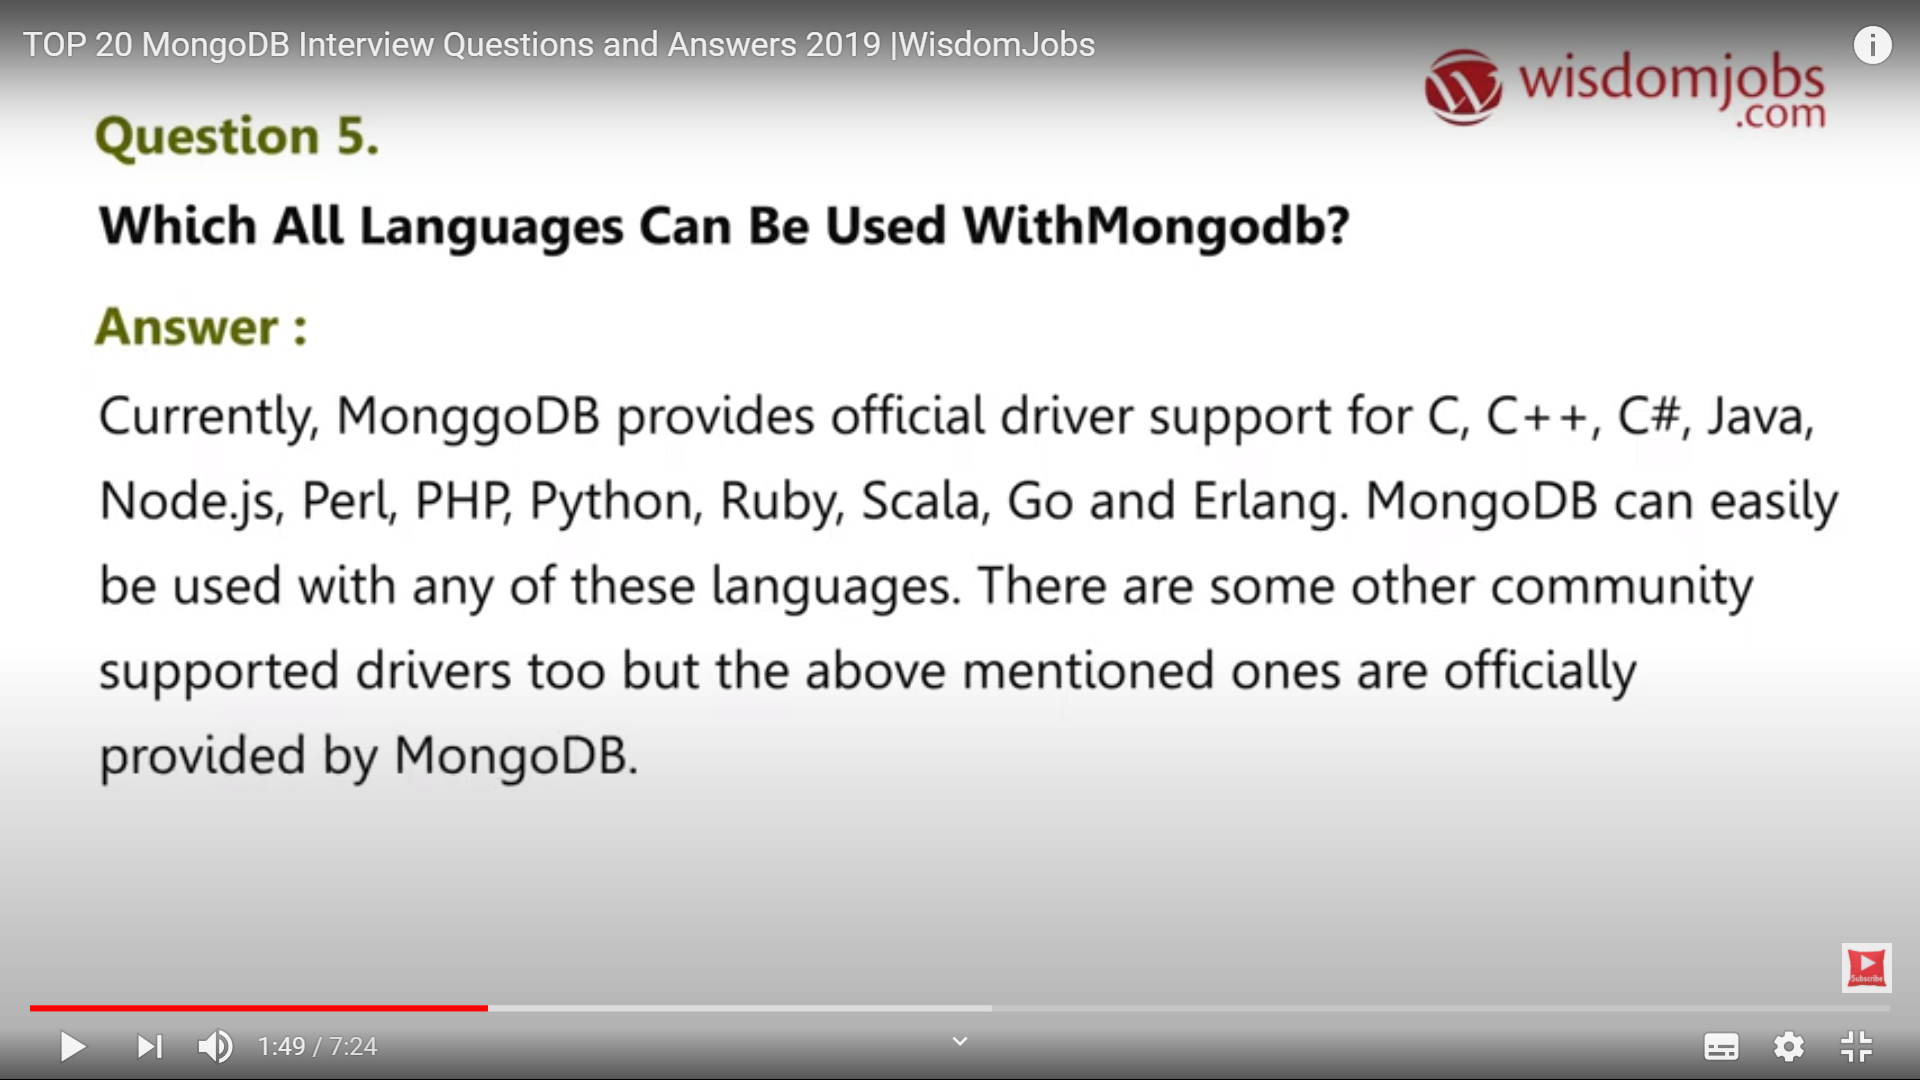 TOP 20 MongoDB Interview Questions and Answers 2019 |WisdomJobs
wisdomjobs
.com
Question 5.
Which All Languages Can Be Used WithMongodb?
Answer :
Currently, MonggoDB provides official driver support for C, C++, C#, Java,
Node.js, Perl, PHP, Python, Ruby, Scala, Go and Erlang. MongoDB can easily
be used with any of these languages. There are some other community
supported drivers too but the above mentioned ones are officially
provided by MongoDB.
Subscribe
1:49 / 7:24